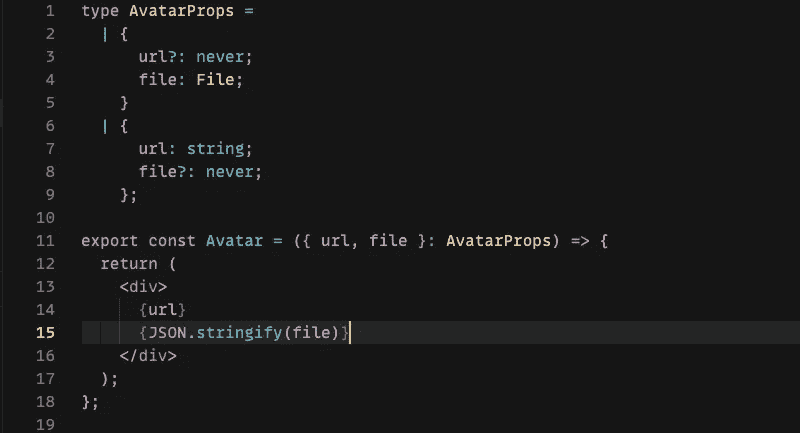 1 type AvatarProps =
2   | {
3       url?: never;
4       file: File;
5     }
6   | {
7       url: string;
8       file?: never;
9     };
10
11 export const Avatar = ({ url, file }: AvatarProps) => {
12   return (
13     <div>
14       {url}
15       {JSON.stringify(file)}
16     </div>
17   );
18 };
19